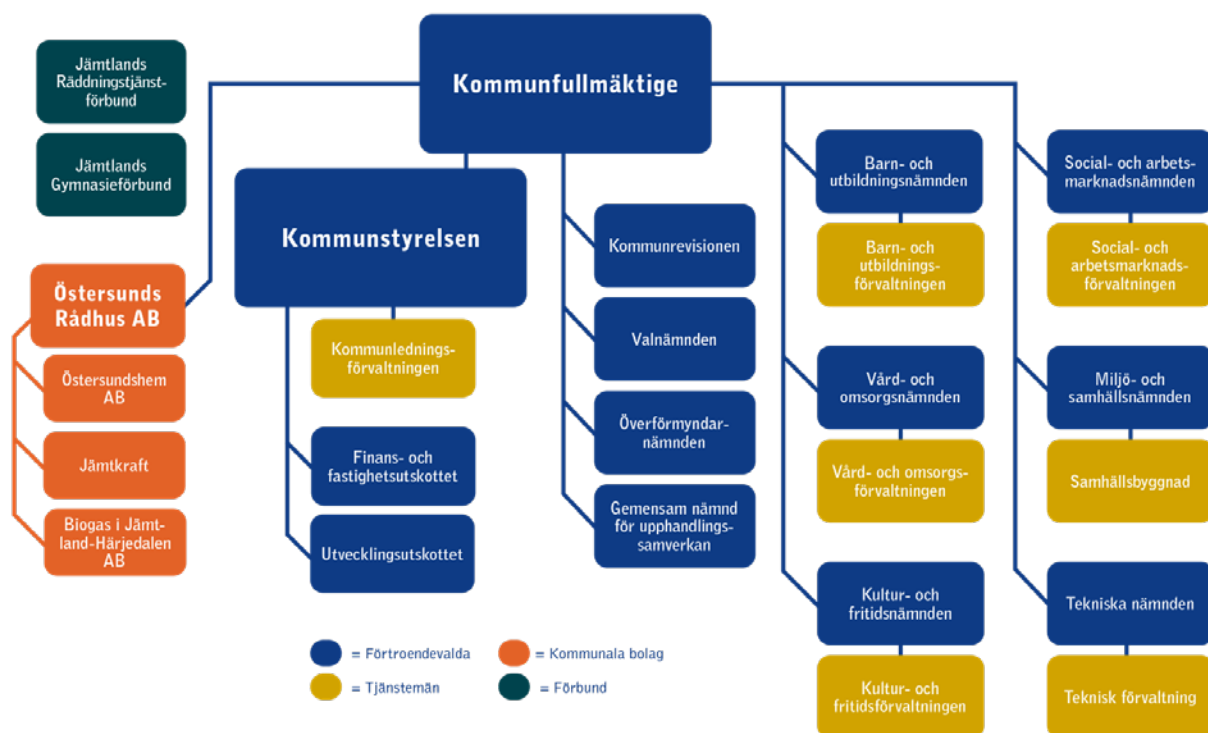 Jämtlands
Räddningstjänst-
förbund
Jämtlands
Gymnasieförbund
Kommunfullmäktige
Kommunstyrelsen
Östersunds
Rådhus AB
Östersundshem
AB
Jämtkraft
Biogas i Jämt-
land-Härjedalen
AB
Kommunlednings-
förvaltningen
Finans- och
fastighetsutskottet
Utvecklingsutskottet
Kommunrevisionen
Valnämnden
Överförmyndar-
nämnden
Gemensam nämnd
för upphandlings-
samverkan
Barn- och
utbildningsnämnden
Barn- och
utbildnings-
förvaltningen
Vård- och
omsorgsnämnden
Vård- och omsorgs-
förvaltningen
Kultur- och
fritidsnämnden
Kultur- och
fritidsförvaltningen
Social- och arbets-
marknadsnämnden
Social- och
arbetsmarknads-
förvaltningen
Miljö- och
samhällsnämnden
Samhällsbyggnad
Tekniska nämnden
Teknisk förvaltning
= Förtroendevalda
= Kommunala bolag
= Tjänstemän
= Förbund